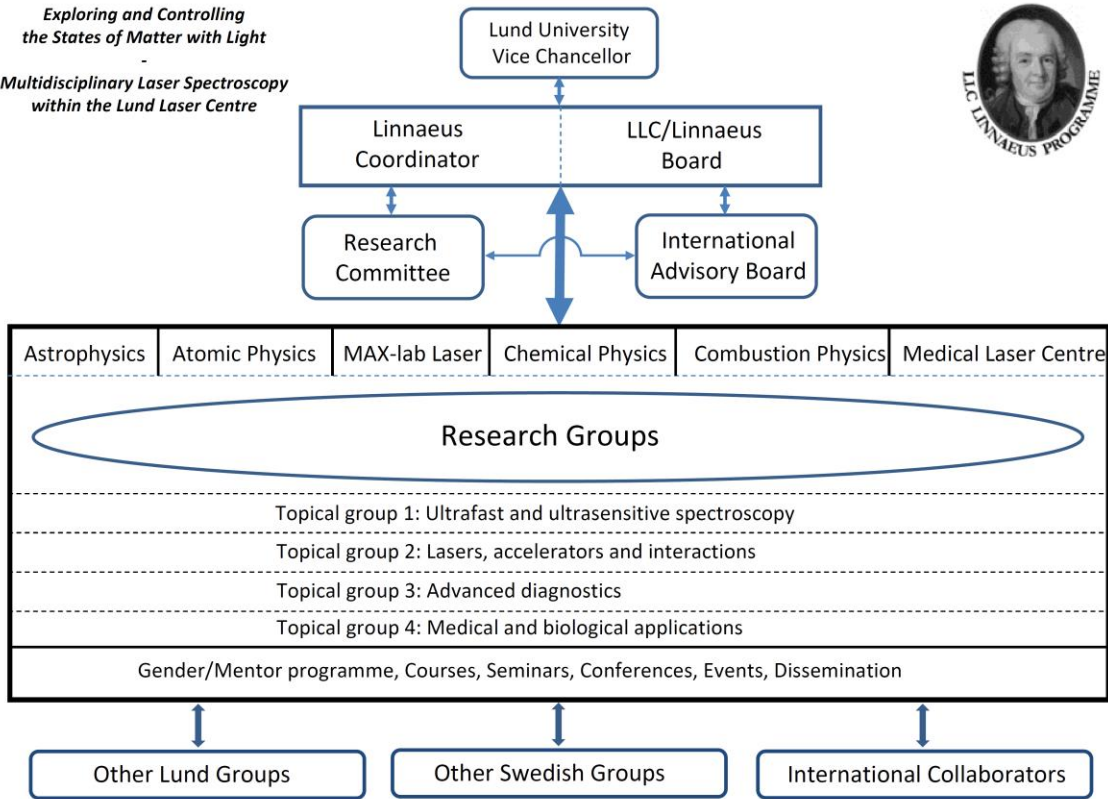 Exploring and Controlling
the States of Matter with Light
-
Multidisciplinary Laser Spectroscopy
within the Lund Laser Centre
Lund University
Vice Chancellor
LLC LINNAEUS PROGRAMME
Linnaeus
Coordinator
LLC/Linnaeus
Board
Research
Committee
International
Advisory Board
Astrophysics
Atomic Physics
MAX-lab Laser
Chemical Physics
Combustion Physics
Medical Laser Centre
Research Groups
Topical group 1: Ultrafast and ultrasensitive spectroscopy
Topical group 2: Lasers, accelerators and interactions
Topical group 3: Advanced diagnostics
Topical group 4: Medical and biological applications
Gender/Mentor programme, Courses, Seminars, Conferences, Events, Dissemination
Other Lund Groups
Other Swedish Groups
International Collaborators